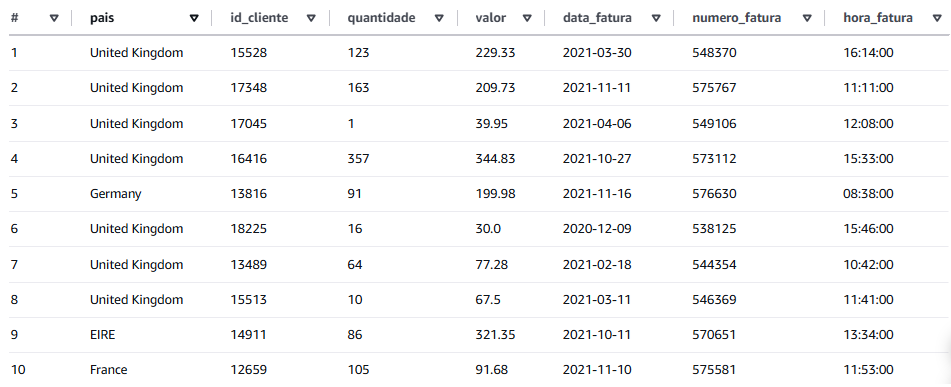 # pais id_cliente quantidade valor data_fatura numero_fatura hora_fatura
1 United Kingdom 15528 123 229.33 2021-03-30 548370 16:14:00
2 United Kingdom 17348 163 209.73 2021-11-11 575767 11:11:00
3 United Kingdom 17045 1 39.95 2021-04-06 549106 12:08:00
4 United Kingdom 16416 357 344.83 2021-10-27 573112 15:33:00
5 Germany 13816 91 199.98 2021-11-16 576630 08:38:00
6 United Kingdom 18225 16 30.0 2020-12-09 538125 15:46:00
7 United Kingdom 13489 64 77.28 2021-02-18 544354 10:42:00
8 United Kingdom 15513 10 67.5 2021-03-11 546369 11:41:00
9 EIRE 14911 86 321.35 2021-10-11 570651 13:34:00
10 France 12659 105 91.68 2021-11-10 575581 11:53:00